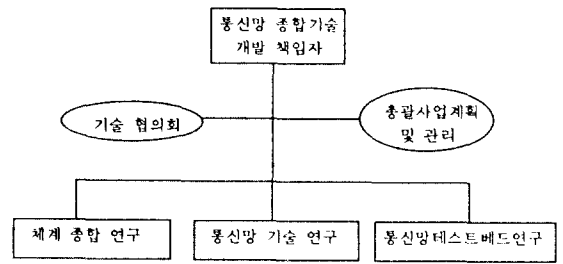 통신망 종합기술
개발 책임자
기술 협의회
총괄사업계획
및 관리
체계 종합 연구
통신망 기술 연구
통신망테스트베드연구